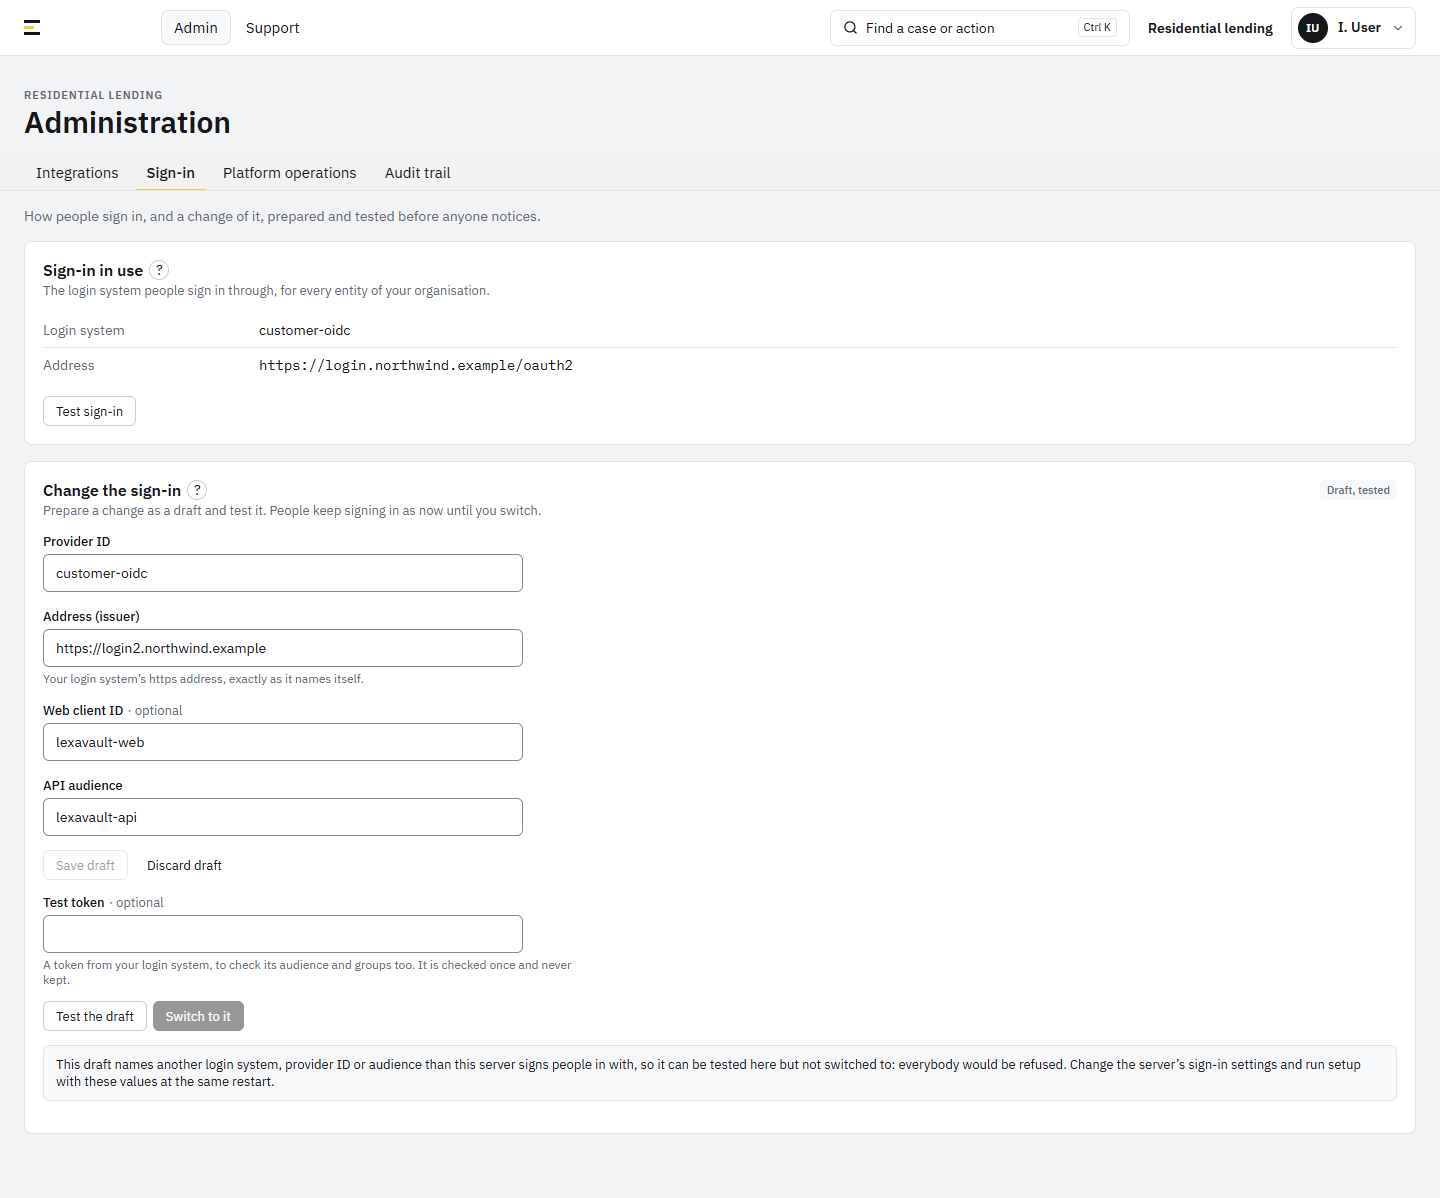 Admin
Support
Find a case or action
Ctrl K
Residential lending
IU
I. User
RESIDENTIAL LENDING
Administration
Integrations
Sign-in
Platform operations
Audit trail
How people sign in, and a change of it, prepared and tested before anyone notices.
Sign-in in use ?
The login system people sign in through, for every entity of your organisation.
Login system
customer-oidc
Address
https://login.northwind.example/oauth2
Test sign-in
Change the sign-in ?
Draft, tested
Prepare a change as a draft and test it. People keep signing in as now until you switch.
Provider ID
customer-oidc
Address (issuer)
https://login2.northwind.example
Your login system’s https address, exactly as it names itself.
Web client ID · optional
lexavault-web
API audience
lexavault-api
Save draft
Discard draft
Test token · optional
A token from your login system, to check its audience and groups too. It is checked once and never
kept.
Test the draft
Switch to it
This draft names another login system, provider ID or audience than this server signs people in with, so it can be tested here but not switched to: everybody would be refused. Change the server’s sign-in settings and run setup
with these values at the same restart.